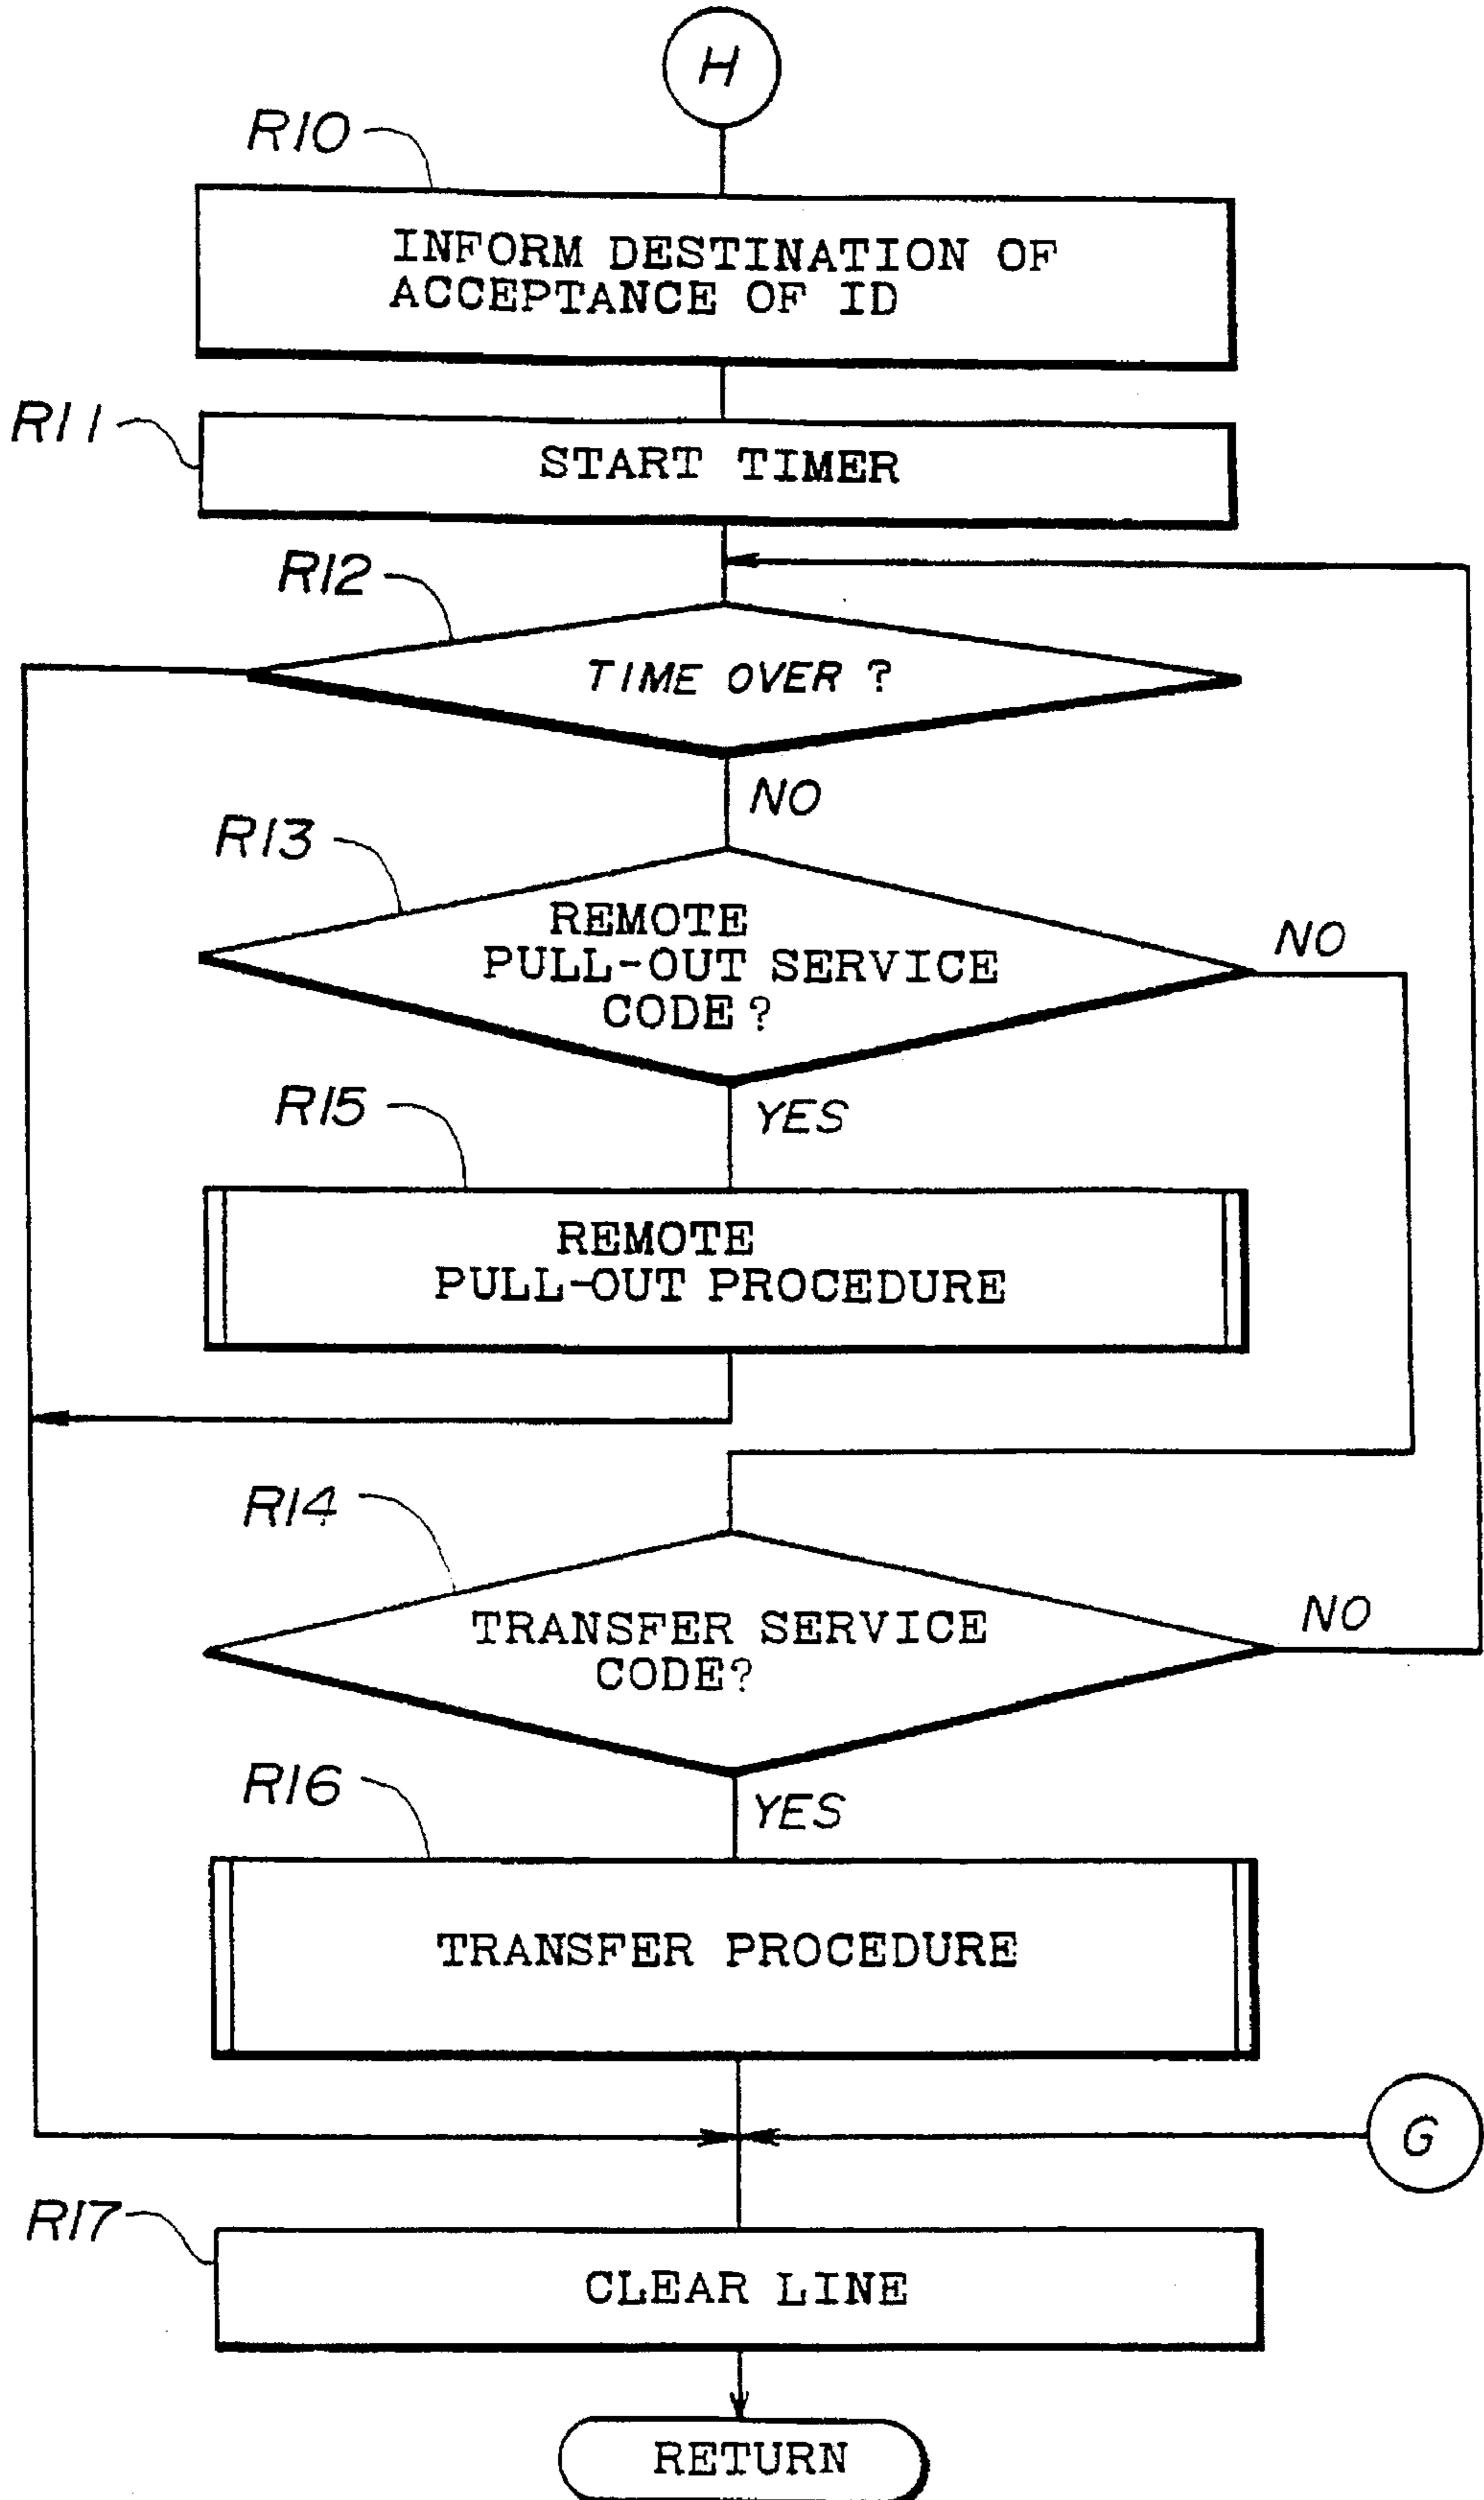 H
R10
INFORM DESTINATION OF
ACCEPTANCE OF ID
R11
START TIMER
R12
TIME OVER ?
NO
R13
REMOTE
PULL-OUT SERVICE
CODE ?
NO
YES
R15
REMOTE
PULL-OUT PROCEDURE
R14
TRANSFER SERVICE
CODE?
NO
YES
R16
TRANSFER PROCEDURE
G
R17
CLEAR LINE
RETURN